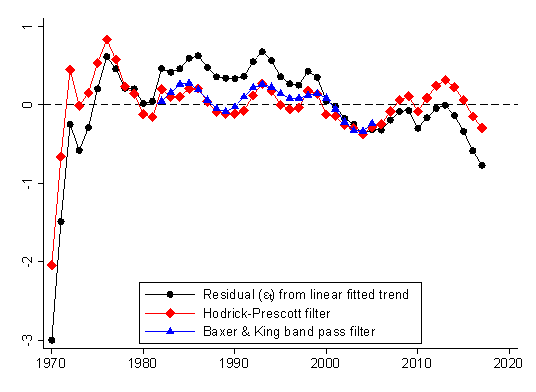 1
0
-1
-2
-3
Residual (εt) from linear fitted trend
Hodrick-Prescott filter
Baxer & King band pass filter
1970 1980 1990 2000 2010 2020